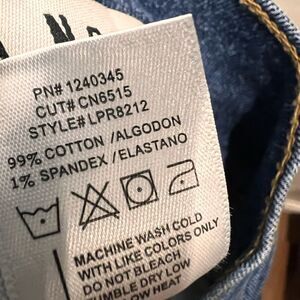 PN# 1240345
CUT# CN6515
STYLE# LPR8212
99% COTTON / ALGODON
1% SPANDEX / ELASTANO
MACHINE WASH COLD
WITH LIKE COLORS ONLY
DO NOT BLEACH
TUMBLE DRY LOW
LOW HEAT